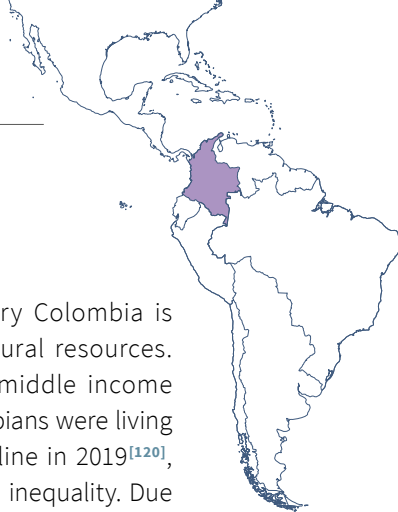 ry Colombia is
ural resources.
middle income
bians were living
line in 2019[120],
inequality. Due